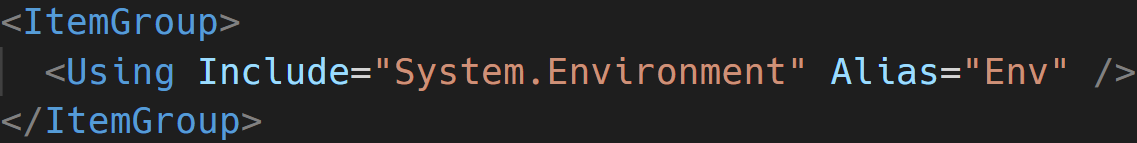 <ItemGroup>
  <Using Include="System.Environment" Alias="Env" />
</ItemGroup>